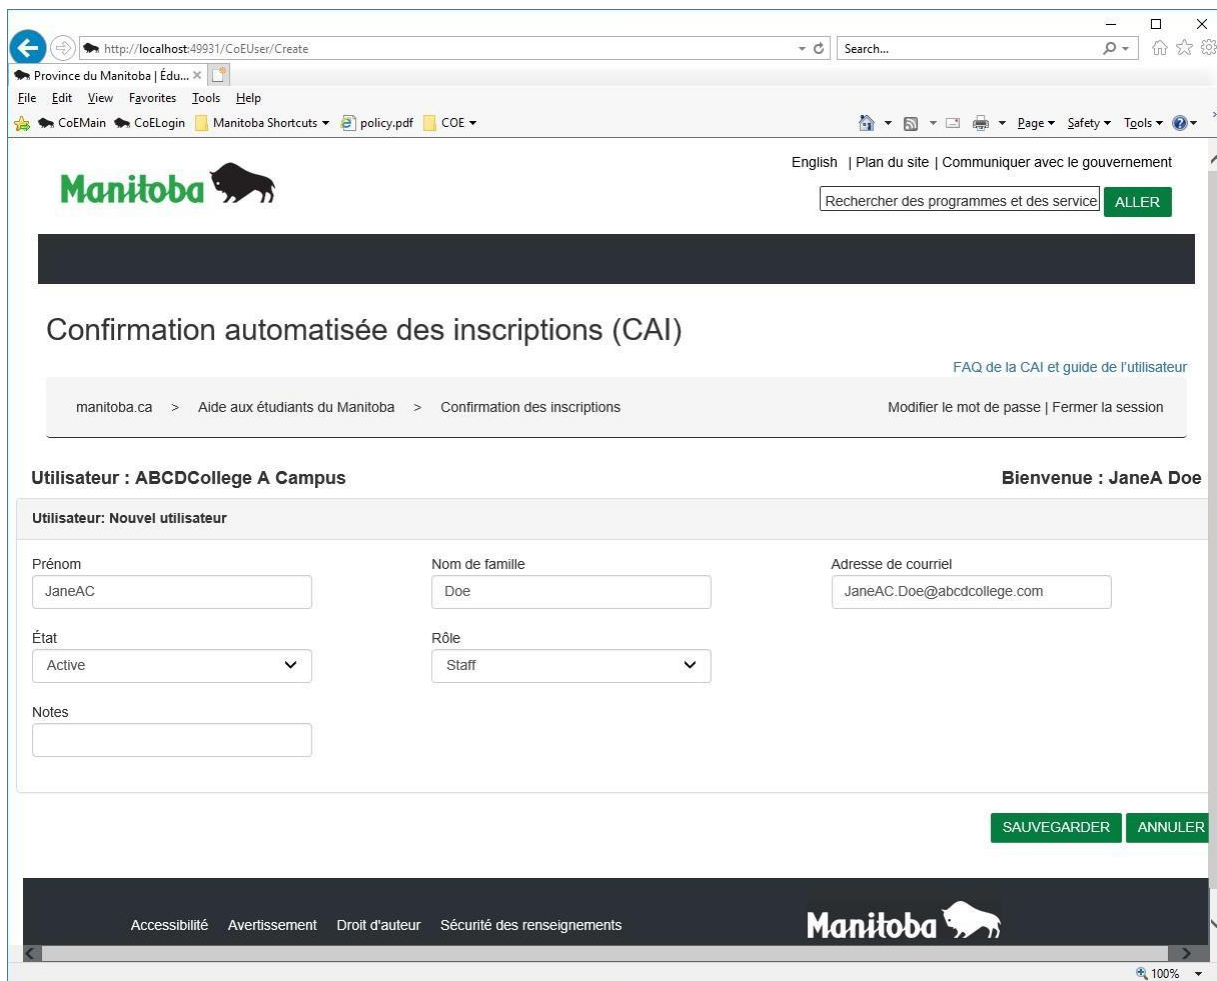 http://localhost:49931/CoEUser/Create
Search...
Province du Manitoba | Édu...
File Edit View Favorites Tools Help
CoEMain CoELogin Manitoba Shortcuts policy.pdf COE Page Safety Tools
English | Plan du site | Communiquer avec le gouvernement
Manitoba
Rechercher des programmes et des service ALLER
Confirmation automatisée des inscriptions (CAI)
FAQ de la CAI et guide de l'utilisateur
manitoba.ca > Aide aux étudiants du Manitoba > Confirmation des inscriptions Modifier le mot de passe | Fermer la session
Utilisateur : ABCDCollege A Campus Bienvenue : JaneA Doe
Utilisateur: Nouvel utilisateur
Prénom Nom de famille Adresse de courriel
JaneAC Doe JaneAC.Doe@abcdcollege.com
État Rôle
Active Staff
Notes
SAUVEGARDER ANNULER
Accessibilité Avertissement Droit d'auteur Sécurité des renseignements Manitoba
100%